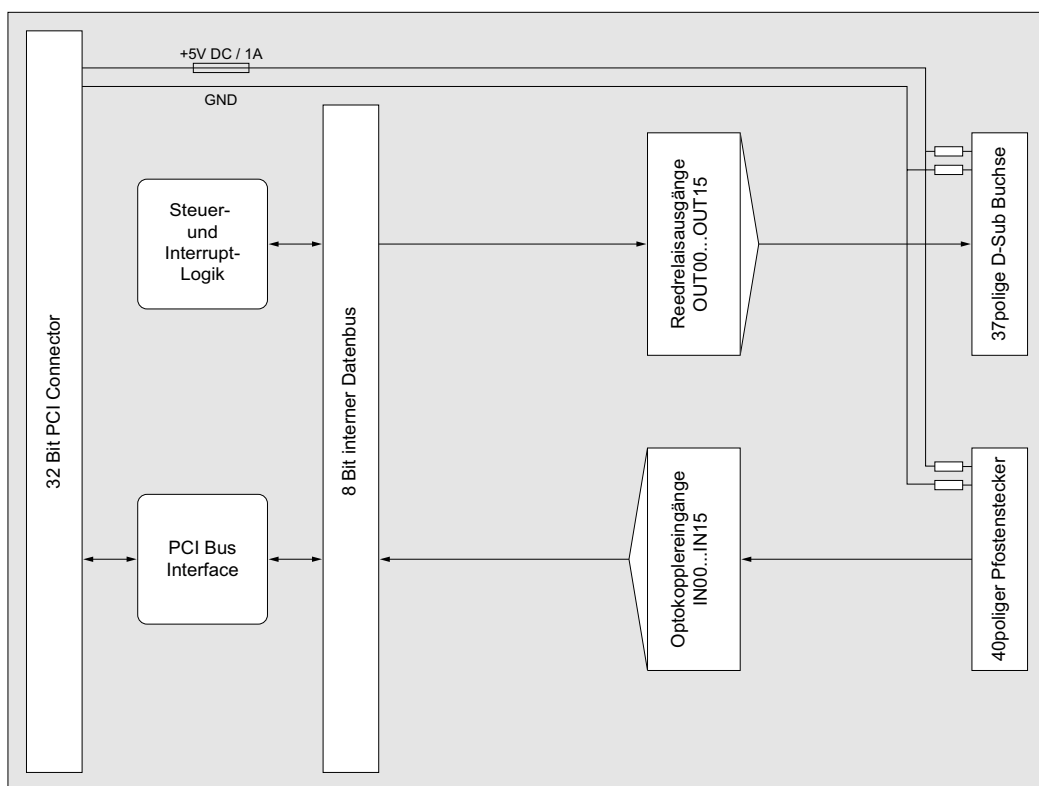 +5V DC / 1A
GND
32 Bit PCI Connector
Steuer-
und
Interrupt-
Logik
PCI Bus
Interface
8 Bit interner Datenbus
Reedrelaisausgänge
OUT00...OUT15
Optokopplereingänge
IN00...IN15
37polige D-Sub Buchse
40poliger Pfostenstecker